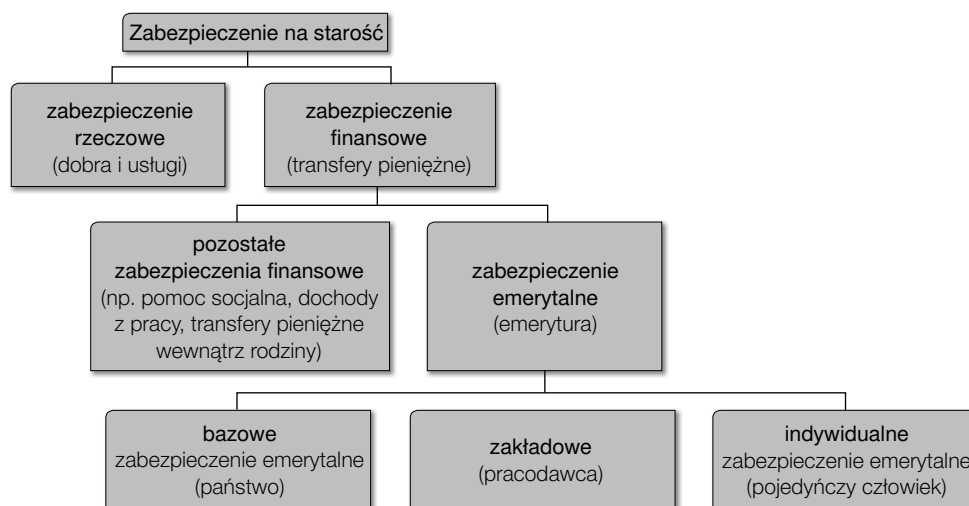 Zabezpieczenie na starość
zabezpieczenie
rzeczowe
(dobra i usługi)
zabezpieczenie
finansowe
(transfery pieniężne)
pozostałe
zabezpieczenia finansowe
(np. pomoc socjalna, dochody
z pracy, transfery pieniężne
wewnątrz rodziny)
zabezpieczenie
emerytalne
(emerytura)
bazowe
zabezpieczenie emerytalne
(państwo)
zakładowe
(pracodawca)
indywidualne
zabezpieczenie emerytalne
(pojedyńczy człowiek)